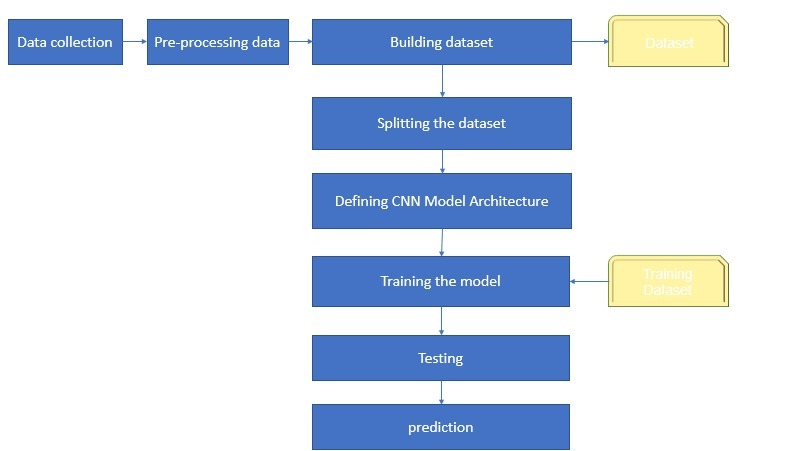 Data collection
Pre-processing data
Building dataset
Dataset
Splitting the dataset
Defining CNN Model Architecture
Training the model
Training
Dataset
Testing
prediction